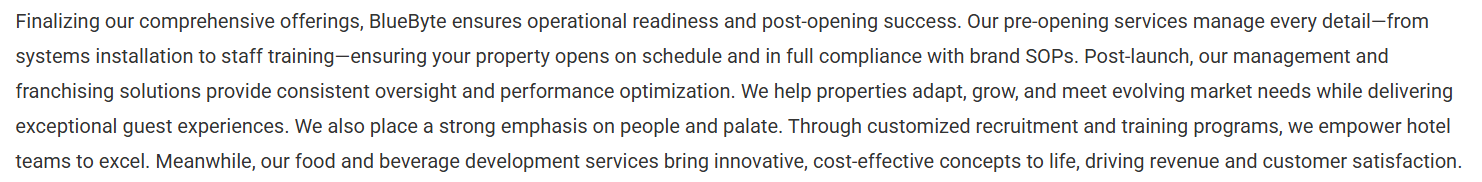 Finalizing our comprehensive offerings, BlueByte ensures operational readiness and post-opening success. Our pre-opening services manage every detail—from
systems installation to staff training—ensuring your property opens on schedule and in full compliance with brand SOPs. Post-launch, our management and
franchising solutions provide consistent oversight and performance optimization. We help properties adapt, grow, and meet evolving market needs while delivering
exceptional guest experiences. We also place a strong emphasis on people and palate. Through customized recruitment and training programs, we empower hotel
teams to excel. Meanwhile, our food and beverage development services bring innovative, cost-effective concepts to life, driving revenue and customer satisfaction.